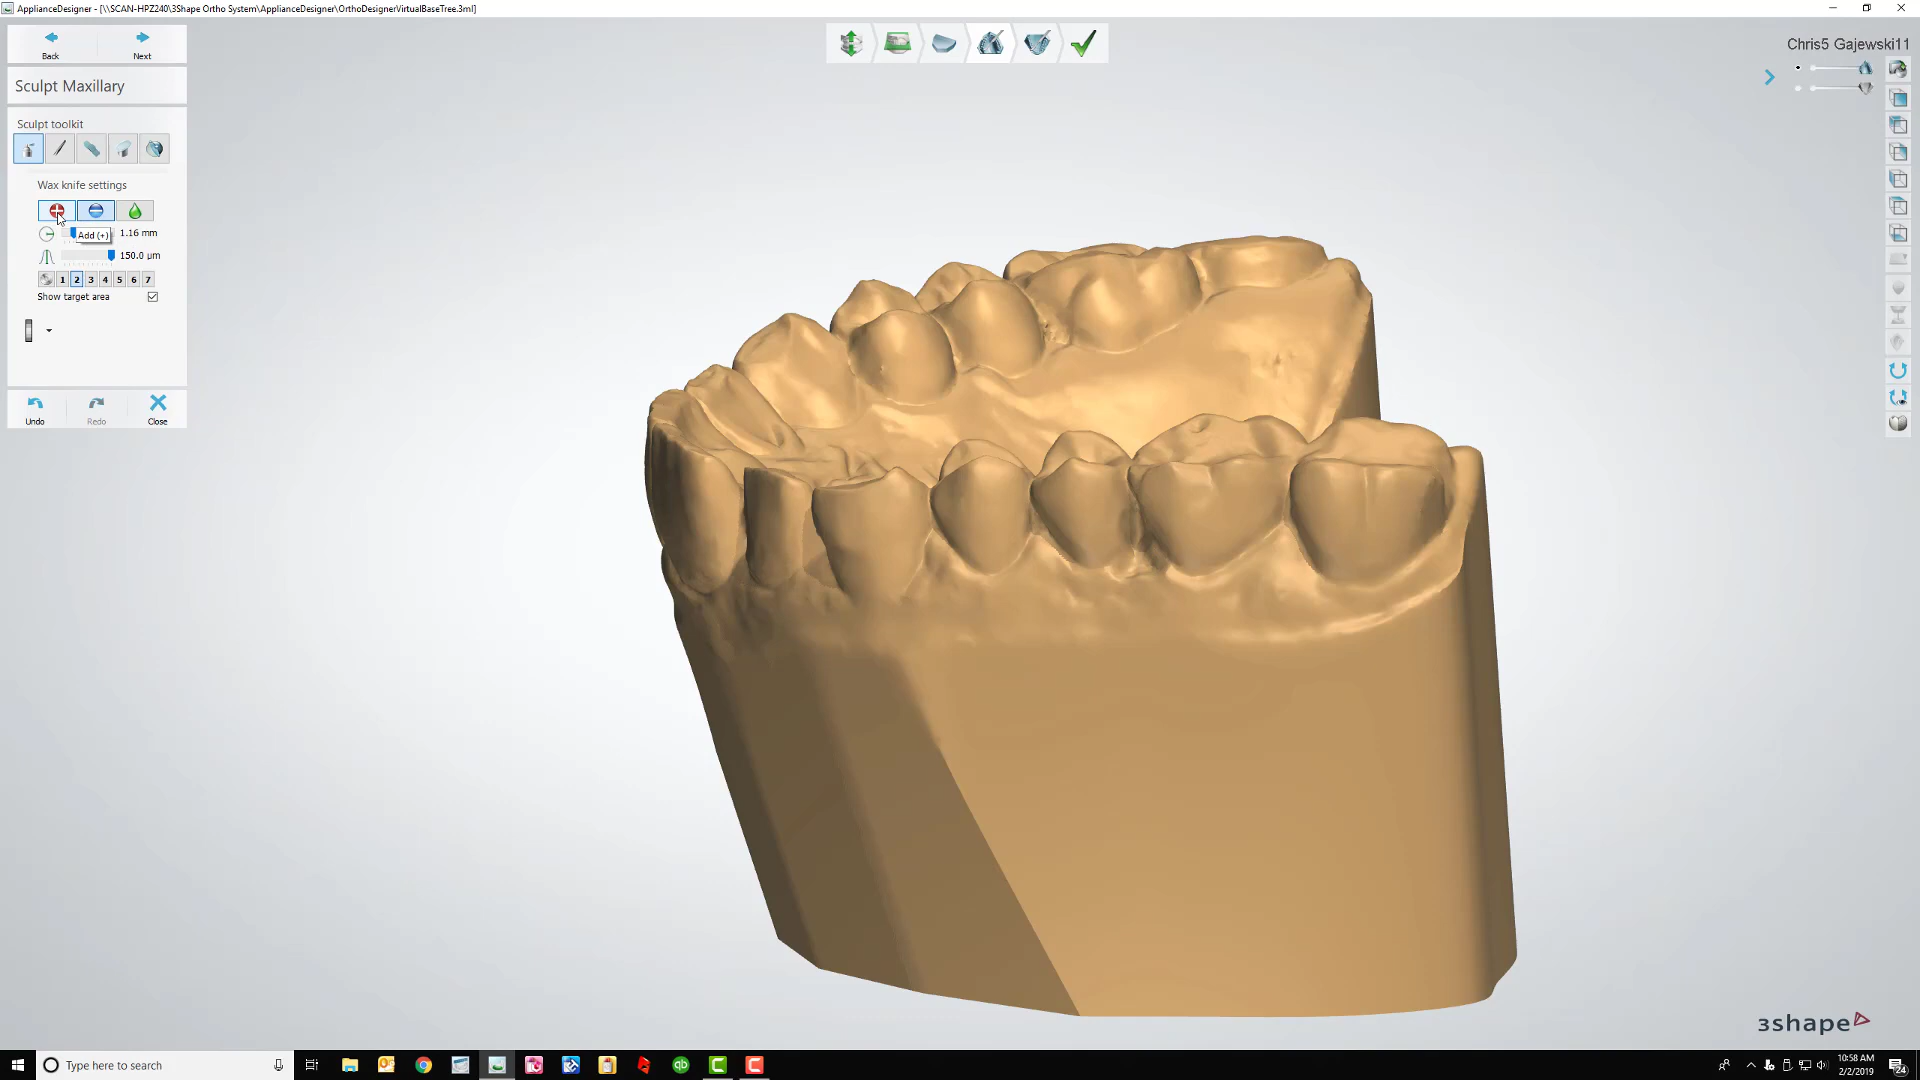 ApplianceDesigner - [\\SCAN-HPZ240\3Shape Ortho System\ApplianceDesigner\OrthoDesignerVirtualBaseTree.3ml]
Back
Next
Chris5 Gajewski11
Sculpt Maxillary
Sculpt toolkit
Wax knife settings
1.16 mm
Add (+)
150.0 µm
1 2 3 4 5 6 7
Show target area
Undo
Redo
Close
3shape
Type here to search
10:58 AM
2/2/2019
24